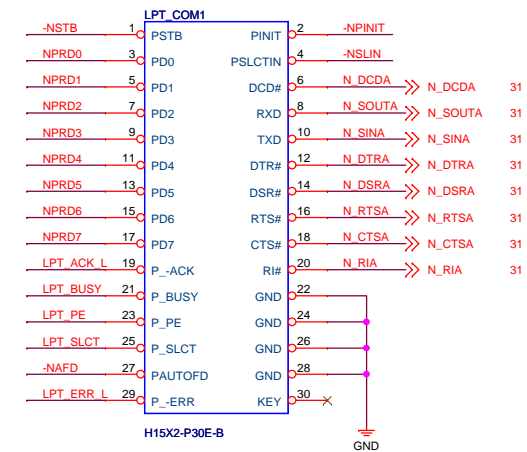 LPT_COM1
-NSTB 1 PSTB PINIT 2 -NPINIT
NPRD0 3 PD0 PSLCTIN 4 -NSLIN
NPRD1 5 PD1 DCD# 6 N_DCDA N_DCDA 31
NPRD2 7 PD2 RXD 8 N_SOUTA N_SOUTA 31
NPRD3 9 PD3 TXD 10 N_SINA N_SINA 31
NPRD4 11 PD4 DTR# 12 N_DTRA N_DTRA 31
NPRD5 13 PD5 DSR# 14 N_DSRA N_DSRA 31
NPRD6 15 PD6 RTS# 16 N_RTSA N_RTSA 31
NPRD7 17 PD7 CTS# 18 N_CTSA N_CTSA 31
LPT_ACK_L 19 P_-ACK RI# 20 N_RIA N_RIA 31
LPT_BUSY 21 P_BUSY GND 22
LPT_PE 23 P_PE GND 24
LPT_SLCT 25 P_SLCT GND 26
-NAFD 27 PAUTOFD GND 28
LPT_ERR_L 29 P_-ERR KEY 30
H15X2-P30E-B
GND